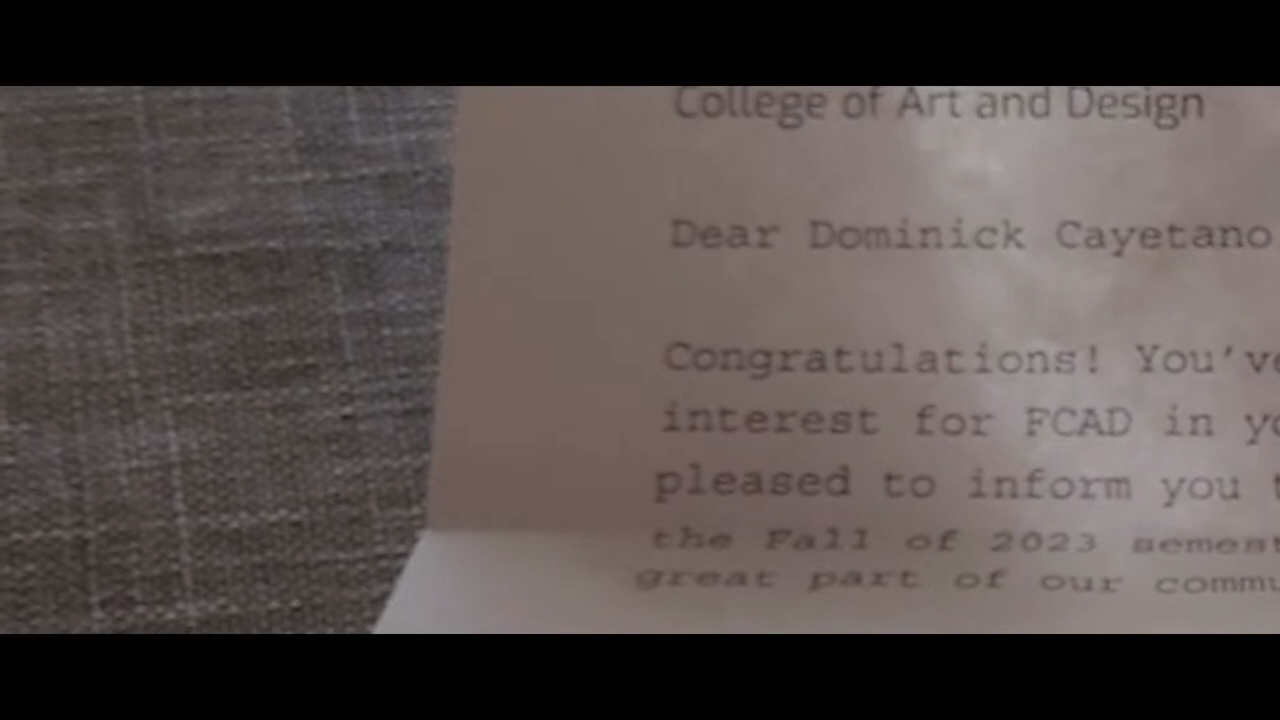 College of Art and Design
Dear Dominick Cayetano
Congratulations! You've
interest for FCAD in
pleased to inform you
the Fall of 2023
great part of our